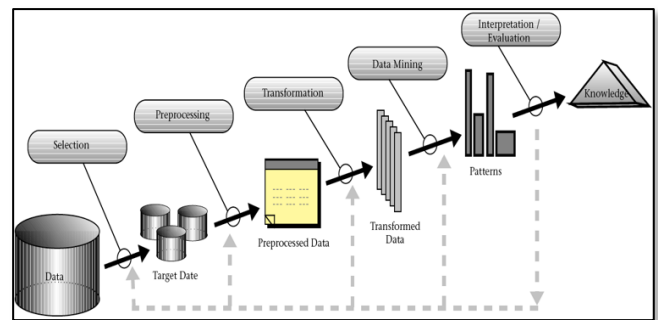 Interpretation /
Evaluation
Data Mining
Transformation
Preprocessing
Selection
Knowledge
Patterns
Transformed
Data
Preprocessed Data
Target Date
Data